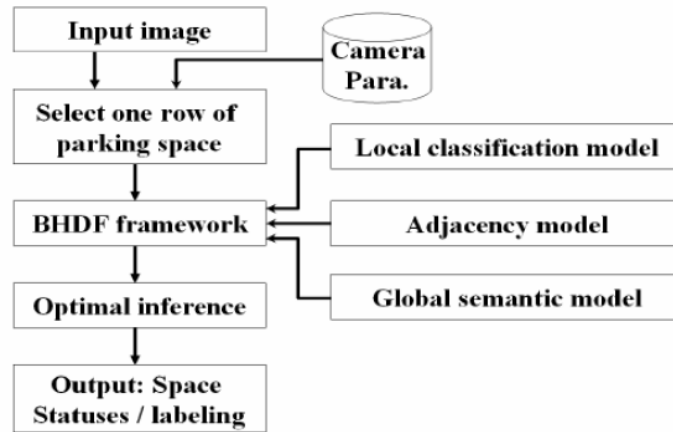 Input image
Camera
Para.
Select one row of
parking space
Local classification model
BHDF framework
Adjacency model
Global semantic model
Optimal inference
Output: Space
Statuses / labeling